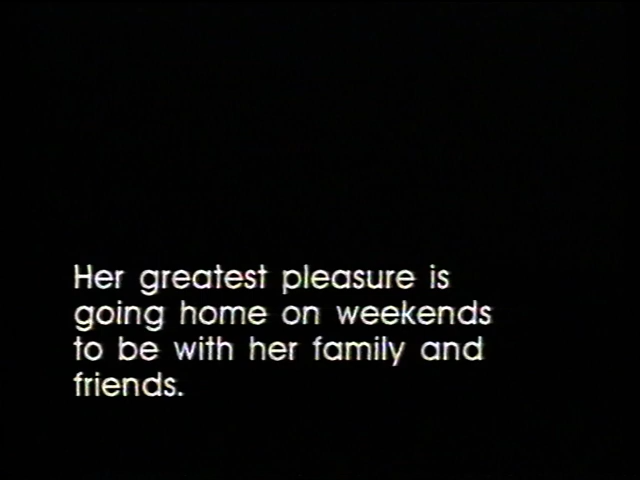 Her greatest pleasure is
going home on weekends
to be with her family and
friends.